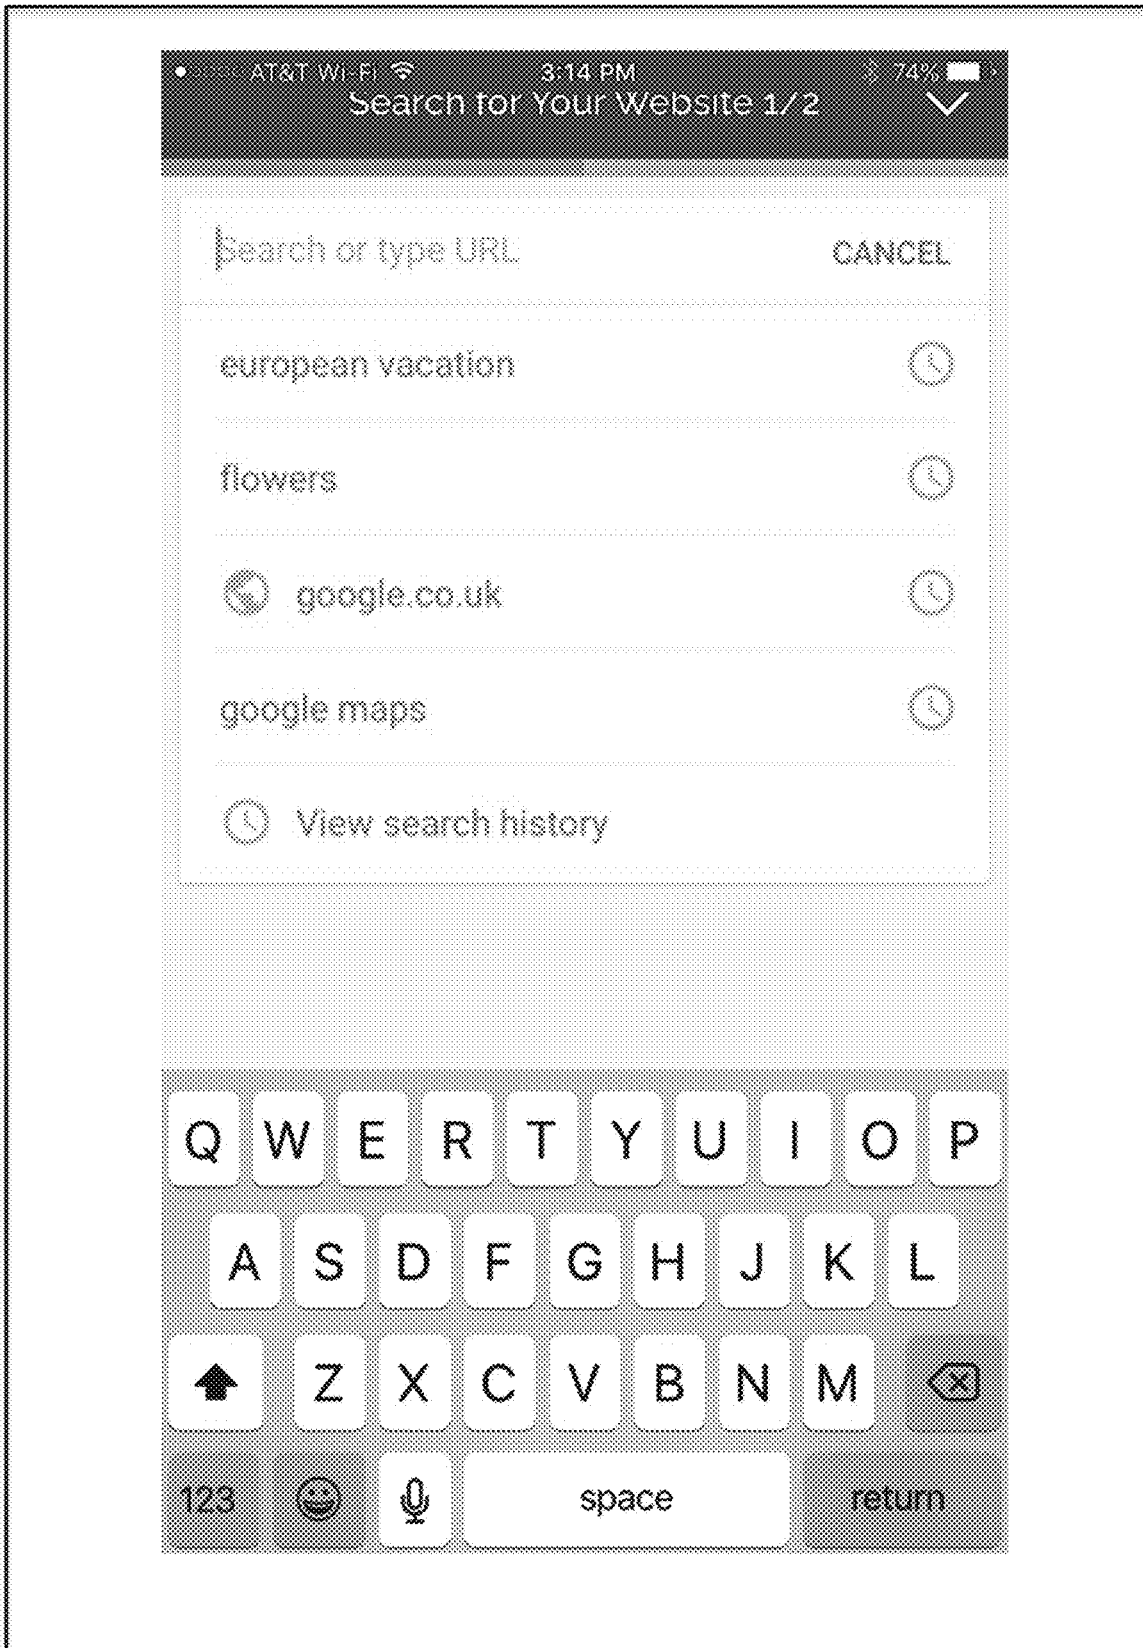 AT&T Wi-Fi 3:14 PM 74%
Search for Your Website 1/2
Search or type URL CANCEL
european vacation
flowers
google.co.uk
google maps
View search history
Q W E R T Y U I O P
A S D F G H J K L
Z X C V B N M
123 space return